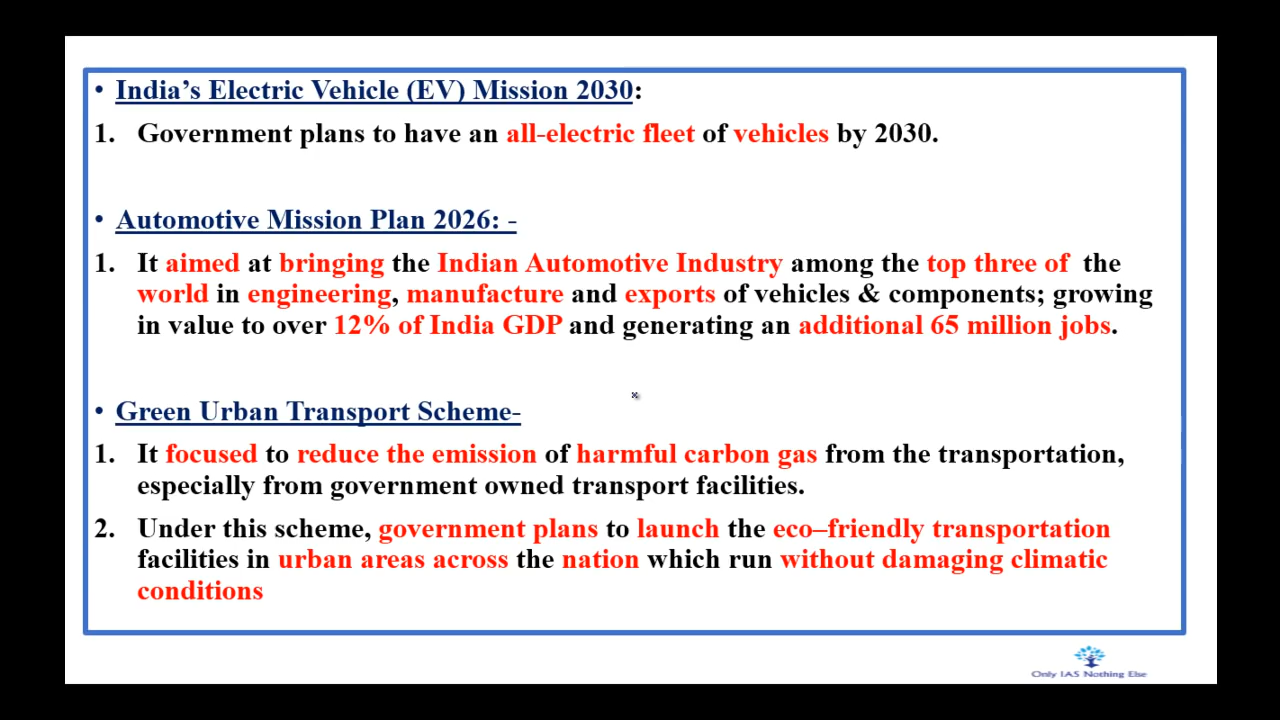 • India’s Electric Vehicle (EV) Mission 2030:
1. Government plans to have an all-electric fleet of vehicles by 2030.
• Automotive Mission Plan 2026: -
1. It aimed at bringing the Indian Automotive Industry among the top three of the
world in engineering, manufacture and exports of vehicles & components; growing
in value to over 12% of India GDP and generating an additional 65 million jobs.
• Green Urban Transport Scheme-
1. It focused to reduce the emission of harmful carbon gas from the transportation,
especially from government owned transport facilities.
2. Under this scheme, government plans to launch the eco–friendly transportation
facilities in urban areas across the nation which run without damaging climatic
conditions
Only IAS Nothing Else